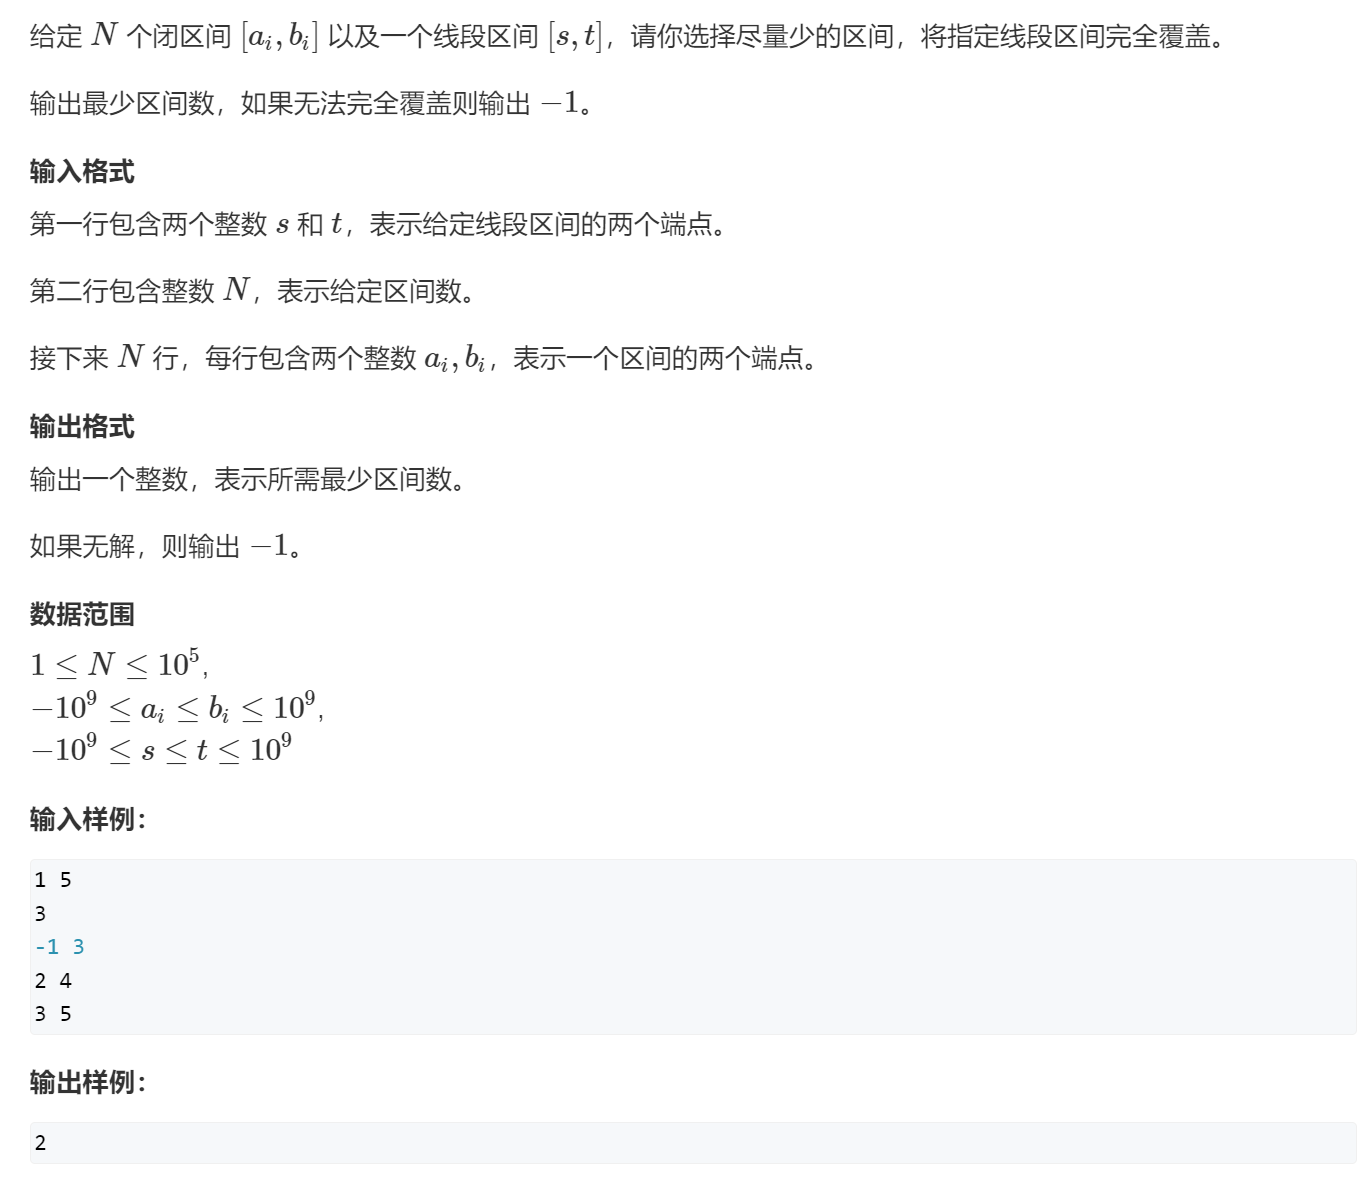 给定 N 个闭区间 [a_i, b_i] 以及一个线段区间 [s, t]，请你选择尽量少的区间，将指定线段区间完全覆盖。
输出最少区间数，如果无法完全覆盖则输出 −1。
输入格式
第一行包含两个整数 s 和 t，表示给定线段区间的两个端点。
第二行包含整数 N，表示给定区间数。
接下来 N 行，每行包含两个整数 a_i, b_i，表示一个区间的两个端点。
输出格式
输出一个整数，表示所需最少区间数。
如果无解，则输出 −1。
数据范围
1 ≤ N ≤ 10^5,
−10^9 ≤ a_i ≤ b_i ≤ 10^9,
−10^9 ≤ s ≤ t ≤ 10^9
输入样例：
1 5
3
-1 3
2 4
3 5
输出样例：
2